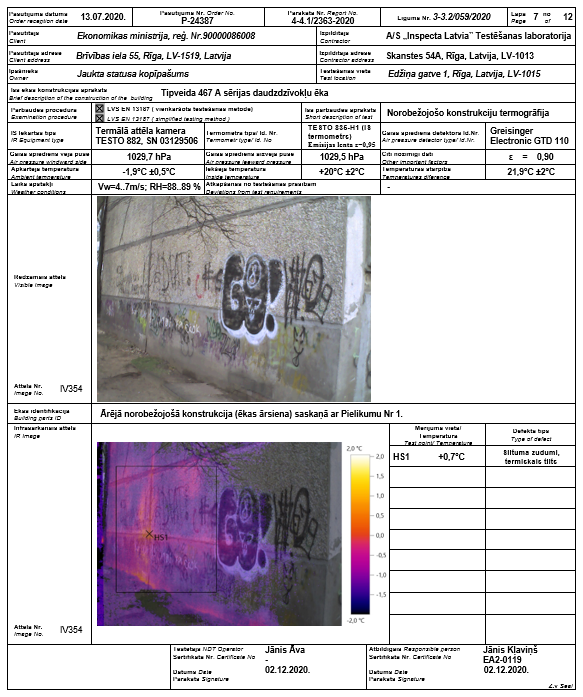 Pasūtījuma datums
Order reception date
13.07.2020.
Pasūtījuma Nr. Order No.
P-24387
Pārskata Nr. Report No.
4-4.1/2363-2020
Līguma Nr. 3-3.2/059/2020
Lapa 7 no 12
Page of
Pasūtītājs
Client
Ekonomikas ministrija, reģ. Nr.90000086008
Izpildītājs
Contractor
A/S „Inspecta Latvia” Testēšanas laboratorija
Pasūtītāja adrese
Client address
Brīvības iela 55, Rīga, LV-1519, Latvija
Izpildītāja adrese
Contractor address
Skanstes 54A, Rīga, Latvija, LV-1013
Īpašnieks
Owner
Jaukta statusa kopīpašums
Testēšanas vieta
Test location
Edžiņa gatve 1, Rīga, Latvija, LV-1015
Īss ēkas konstrukcijas apraksts
Brief description of the construction of the building
Tipveida 467 A sērijas daudzdzīvokļu ēka
Pārbaudes procedūra
Examination procedure
LVS EN 13187 ( vienkāršota testēšanas metode)
LVS EN 13187 ( simplified testing method )
Īss pārbaudes apraksts
Short description of test
Norobežojošo konstrukciju termogrāfija
IS iekārtas tips
IR Equipment type
Termālā attēla kamera
TESTO 882, SN 03129506
Termometra tips/ Id. Nr.
Termometr type/ Id. No
TESTO 835-H1 (IS
termometrs)
Emisijas lenta ε=0,95
Gaisa spiediena detektora Id.Nr.
Air pressure detector type/ Id.Nr.
Greisinger
Electronic GTD 1100
Gaisa spiediens vēja pusē
Air pressure windward side
1029,7 hPa
Gaisa spiediens aizvēja pusē
Air pressure leeward pressure
1029,5 hPa
Citi nozīmīgi dati
Other important factors
ε = 0,90
Apkārtējā temperatūra
Ambient temperature
-1,9°C ±0,5°C
Iekšējā temperatūra
Inside temperature
+20°C ±2°C
Temperatūras starpība
Temperatures diference
21,9°C ±2°C
Laika apstākļi
Weather conditions
Vw=4..7m/s; RH=88..89 %
Atkāpšanās no testēšanas prasībām
Deviations from test requirements
-
Redzamais attēls
Visible image
Attēla Nr.
Image No.
IV354
Ēkas identifikācija
Building parts ID
Ārējā norobežojošā konstrukcija (ēkas ārsiena) saskaņā ar Pielikumu Nr 1.
Infrasarkanais attēls
IR image
Mērījuma vieta/
Temperatūra
Test point/ Temperature
Defekta tips
Type of defect
HS1 +0,7°C
Siltuma zudumi,
termiskais tilts
2,0 °C
2,0
1,5
1,0
0,5
0,0
-0,5
-1,0
-1,5
-2,0 °C
HS1
Attēla Nr.
Image No.
IV354
Testētājs NDT Operator
Jānis Āva
Sertifikāta Nr. Certificate No
-
Datums Date
02.12.2020.
Paraksts Signature
Atbildīgais Responsible person
Jānis Kļaviņš
Sertifikāta Nr. Certificate No
EA2-0119
Datums Date
02.12.2020.
Paraksts Signature
Z.v Seal